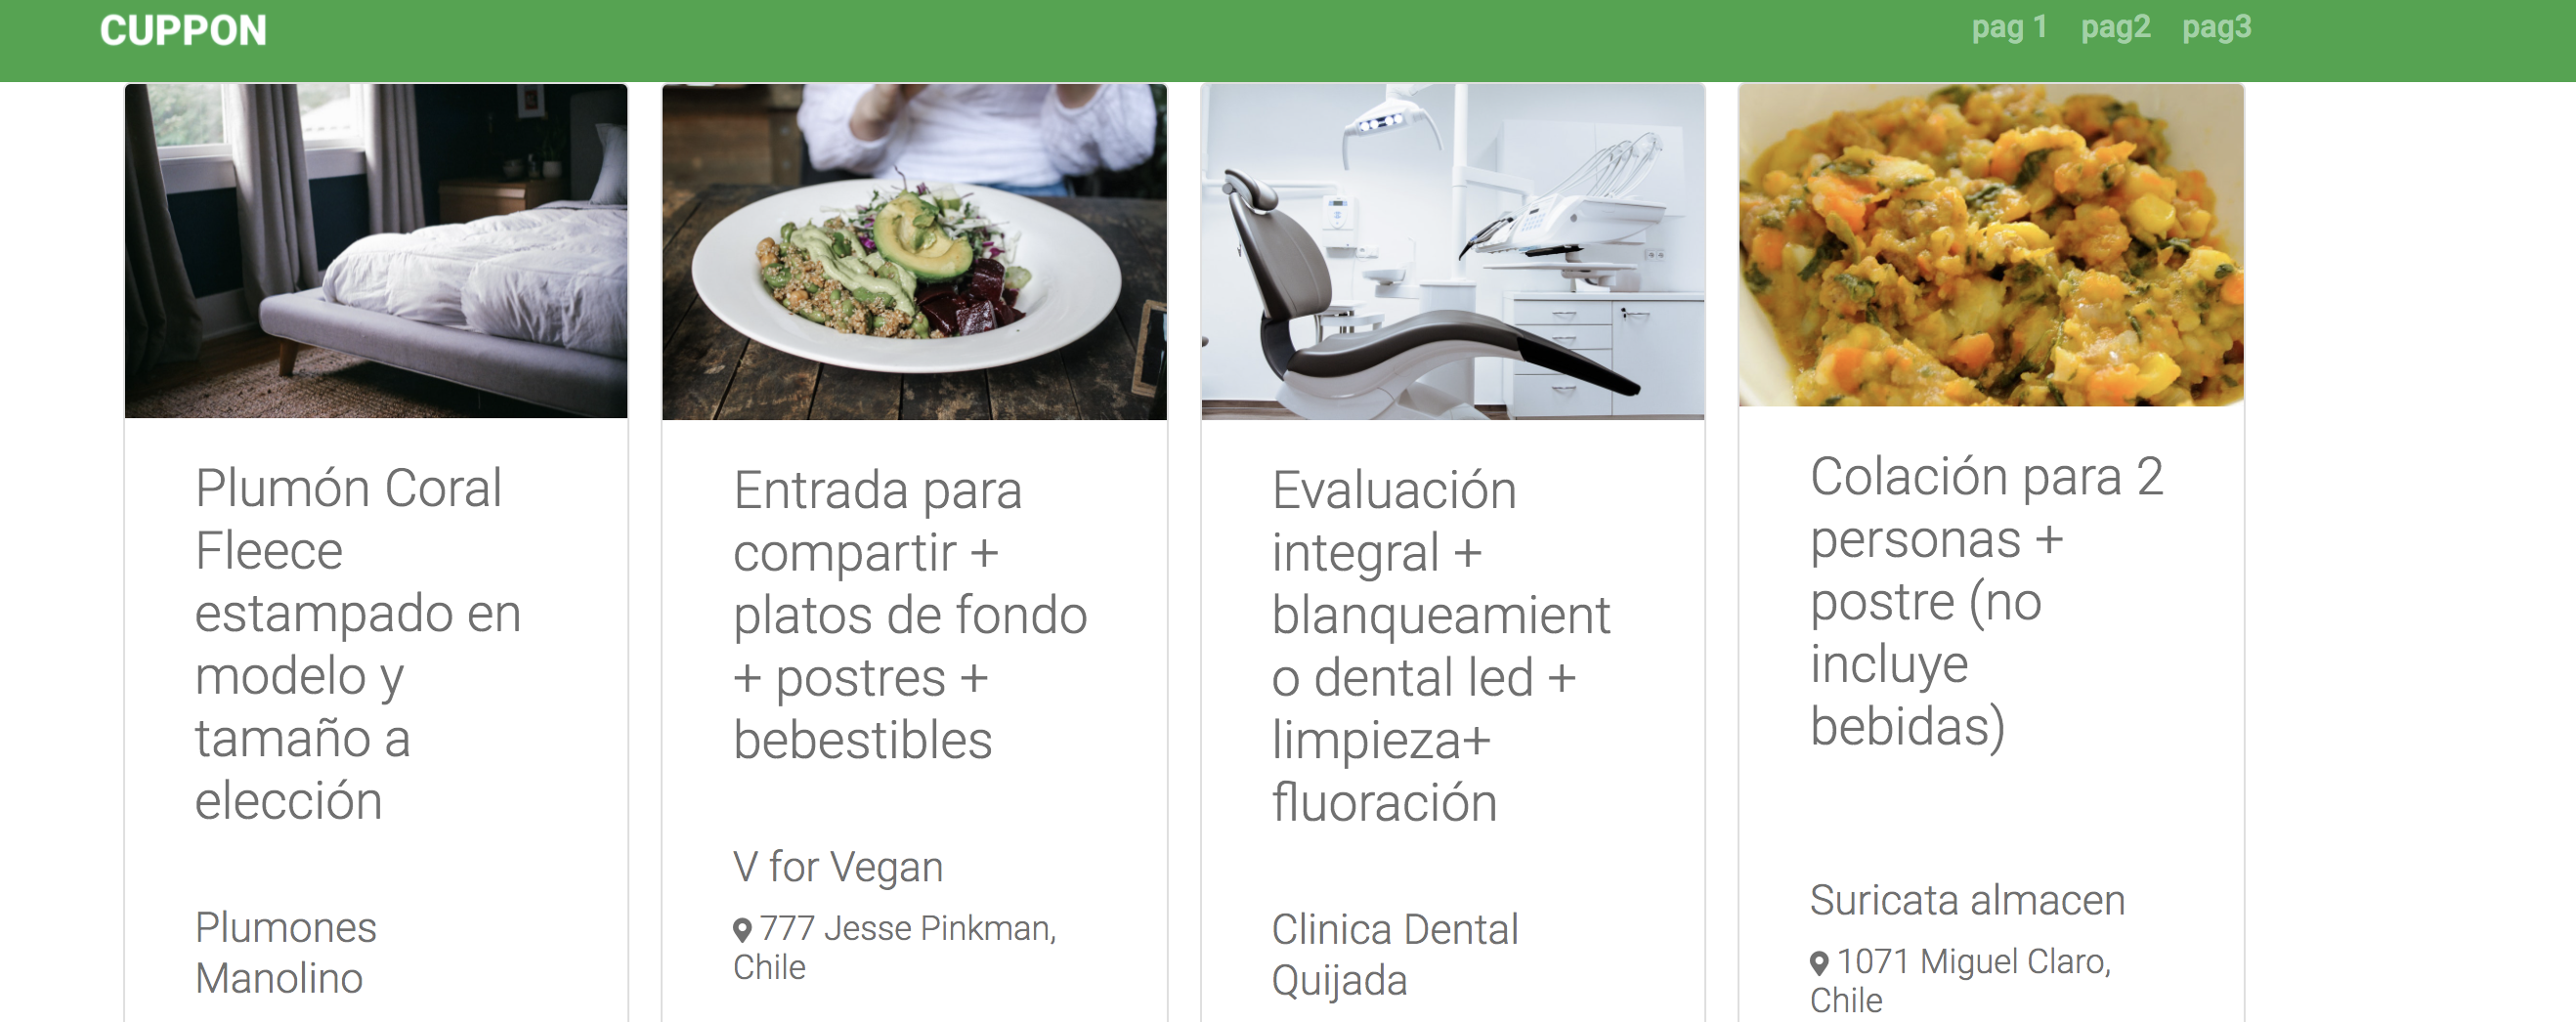 CUPPON
pag 1 pag2 pag3
Plumón Coral
Fleece
estampado en
modelo y
tamaño a
elección
Plumones
Manolino
Entrada para
compartir +
platos de fondo
+ postres +
bebestibles
V for Vegan
777 Jesse Pinkman,
Chile
Evaluación
integral +
blanqueamient
o dental led +
limpieza+
fluoración
Clinica Dental
Quijada
Colación para 2
personas +
postre (no
incluye
bebidas)
Suricata almacen
1071 Miguel Claro,
Chile